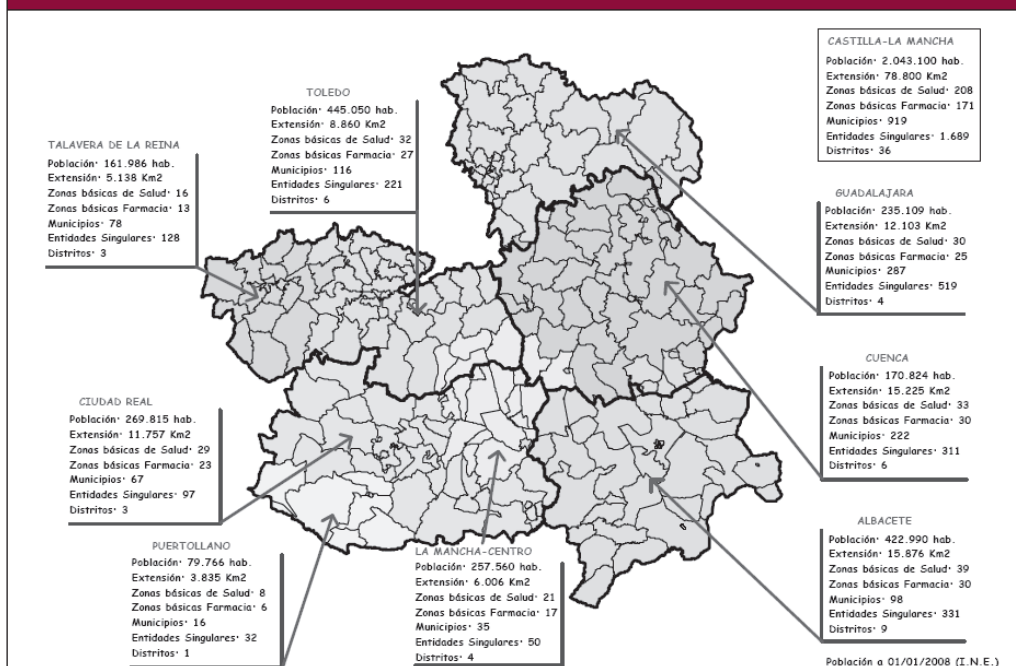 CASTILLA-LA MANCHA
Población· 2.043.100 hab.
Extensión· 78.800 Km2
Zonas básicas de Salud· 208
Zonas básicas Farmacia· 171
Municipios· 919
Entidades Singulares· 1.689
Distritos· 36
TOLEDO
Población· 445.050 hab.
Extensión· 8.860 Km2
Zonas básicas de Salud· 32
Zonas básicas Farmacia· 27
Municipios· 116
Entidades Singulares· 221
Distritos· 6
TALAVERA DE LA REINA
Población· 161.986 hab.
Extensión· 5.138 Km2
Zonas básicas de Salud· 16
Zonas básicas Farmacia· 13
Municipios· 78
Entidades Singulares· 128
Distritos· 3
GUADALAJARA
Población· 235.109 hab.
Extensión· 12.103 Km2
Zonas básicas de Salud· 30
Zonas básicas Farmacia· 25
Municipios· 287
Entidades Singulares· 519
Distritos· 4
CUENCA
Población· 170.824 hab.
Extensión· 15.225 Km2
Zonas básicas de Salud· 33
Zonas básicas Farmacia· 30
Municipios· 222
Entidades Singulares· 311
Distritos· 6
CIUDAD REAL
Población· 269.815 hab.
Extensión· 11.757 Km2
Zonas básicas de Salud· 29
Zonas básicas Farmacia· 23
Municipios· 67
Entidades Singulares· 97
Distritos· 3
PUERTOLLANO
Población· 79.766 hab.
Extensión· 3.835 Km2
Zonas básicas de Salud· 8
Zonas básicas Farmacia· 6
Municipios· 16
Entidades Singulares· 32
Distritos· 1
LA MANCHA-CENTRO
Población· 257.560 hab.
Extensión· 6.006 Km2
Zonas básicas de Salud· 21
Zonas básicas Farmacia· 17
Municipios· 35
Entidades Singulares· 50
Distritos· 4
ALBACETE
Población· 422.990 hab.
Extensión· 15.876 Km2
Zonas básicas de Salud· 39
Zonas básicas Farmacia· 30
Municipios· 98
Entidades Singulares· 331
Distritos· 9
Población a 01/01/2008 (I.N.E.)